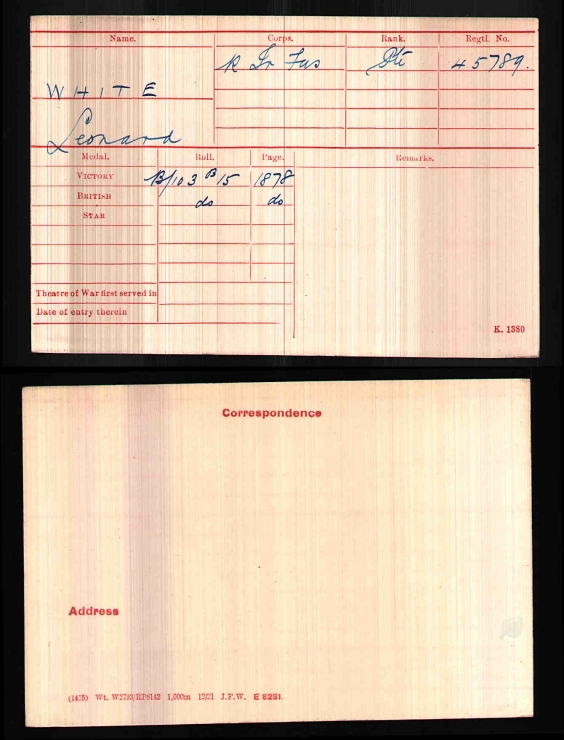 Name. Corps. Rank. Regtl. No.
R Ir Fus Pte 45789.
WHITE
Leonard
Medal. Roll. Page. Remarks.
VICTORY B/103 B15 1878
BRITISH do do
STAR
Theatre of War first served in
Date of entry therein
K. 1380
Correspondence
Address
(1475) Wt. W2793/RP8142 1,000m 12/21 J.F.W. E 8281.